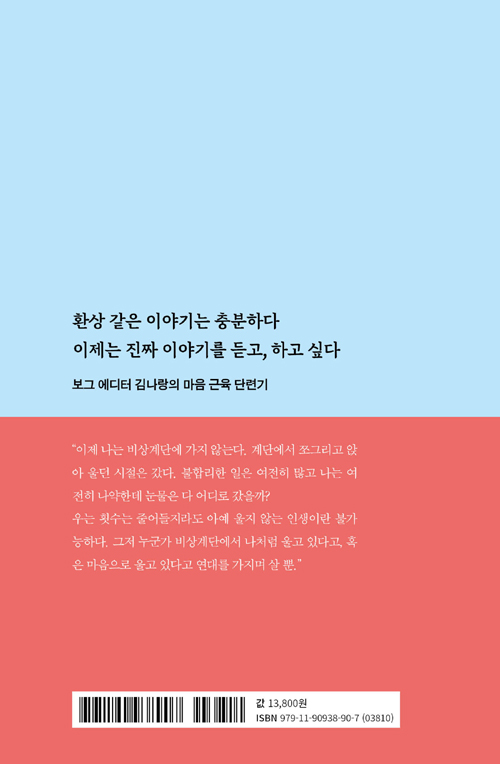 환상 같은 이야기는 충분하다
이제는 진짜 이야기를 듣고, 하고 싶다
보그 에디터 김나랑의 마음 근육 단련기
“이제 나는 비상계단에 가지 않는다. 계단에서 쪼그리고 앉
아 울던 시절은 갔다. 불합리한 일은 여전히 많고 나는 여
전히 나약한데 눈물은 다 어디로 갔을까?
우는 횟수는 줄어들지라도 아예 울지 않는 인생이란 불가
능하다. 그저 누군가 비상계단에서 나처럼 울고 있다고, 혹
은 마음으로 울고 있다고 연대를 가지며 살 뿐.”
값 13,800원
ISBN 979-11-90938-90-7 (03810)